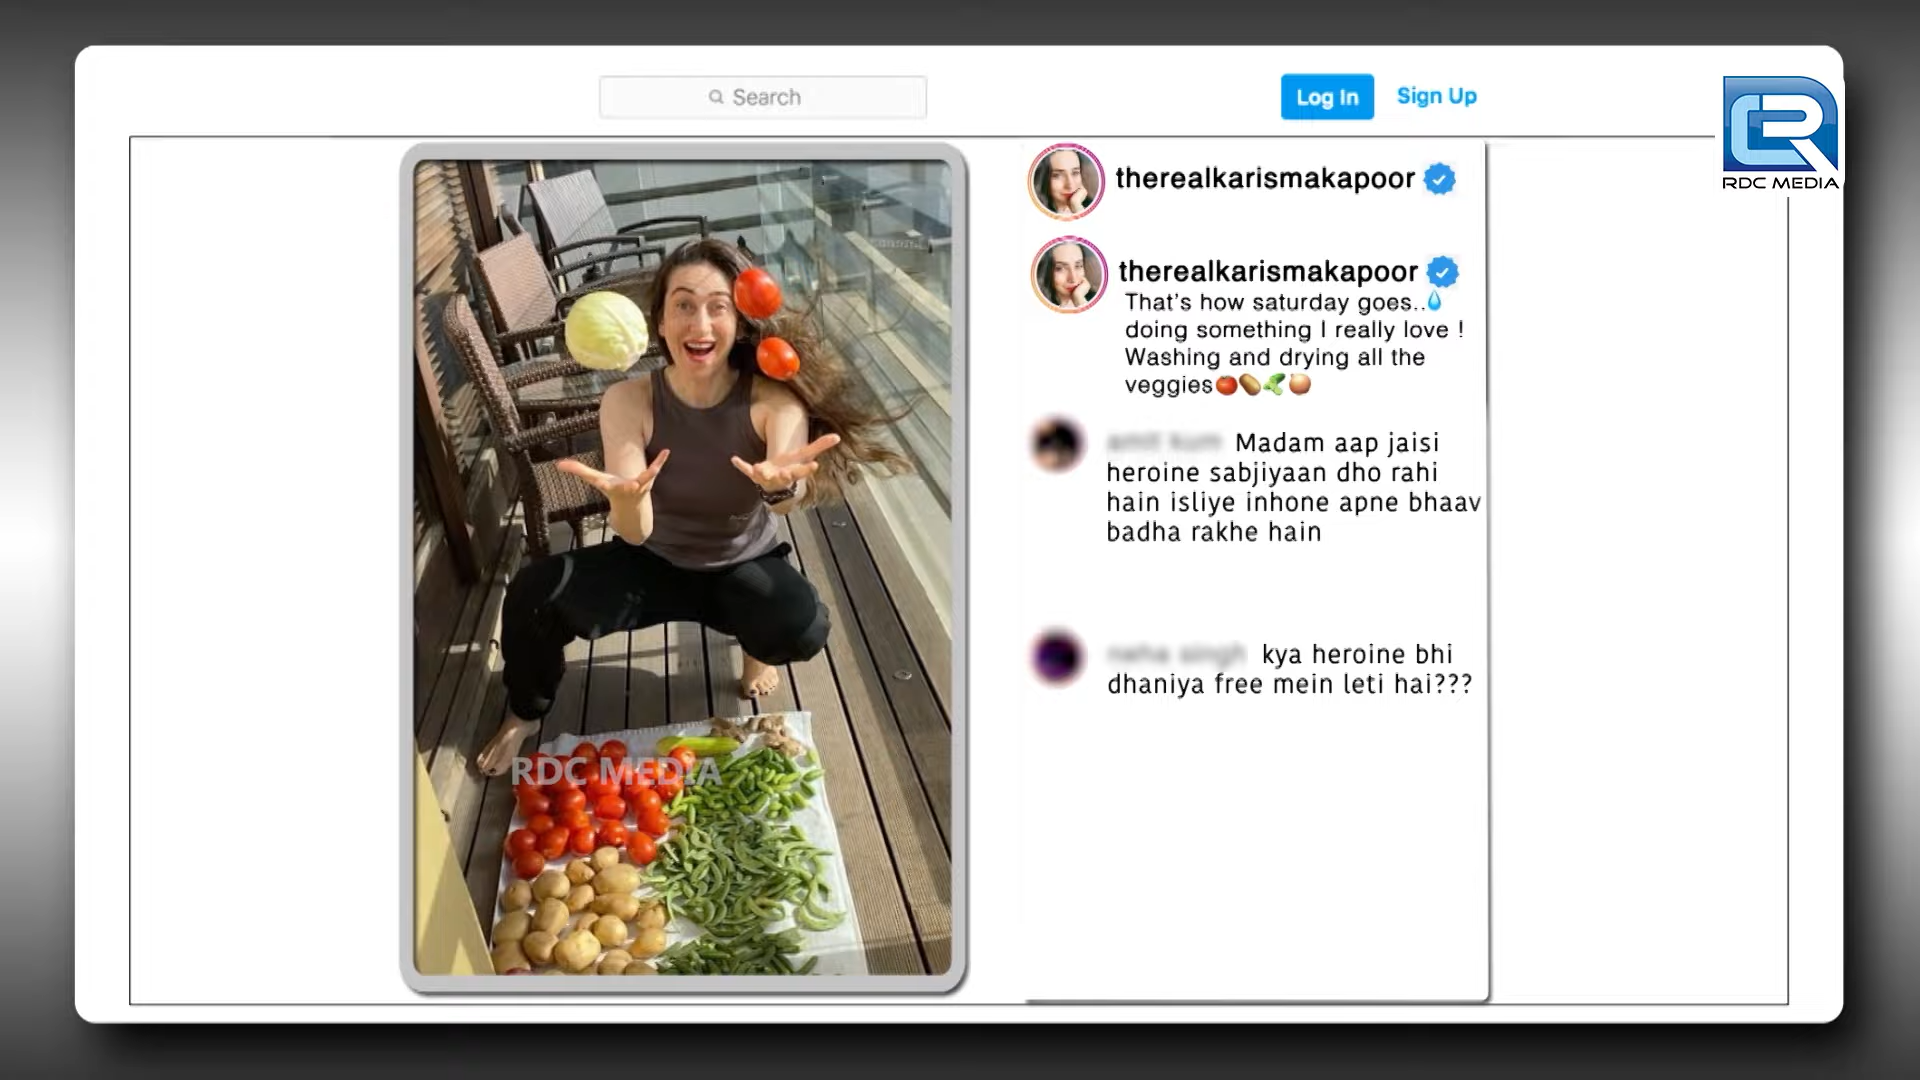 Search
Log In
Sign Up
RDC MEDIA
therealkarismakapoor
therealkarismakapoor
That's how saturday goes..💧
doing something I really love !
Washing and drying all the
veggies🍅🥔🥒🧅
Madam aap jaisi
heroine sabjiyaan dho rahi
hain isliye inhone apne bhaav
badha rakhe hain
kya heroine bhi
dhaniya free mein leti hai???
RDC MEDIA